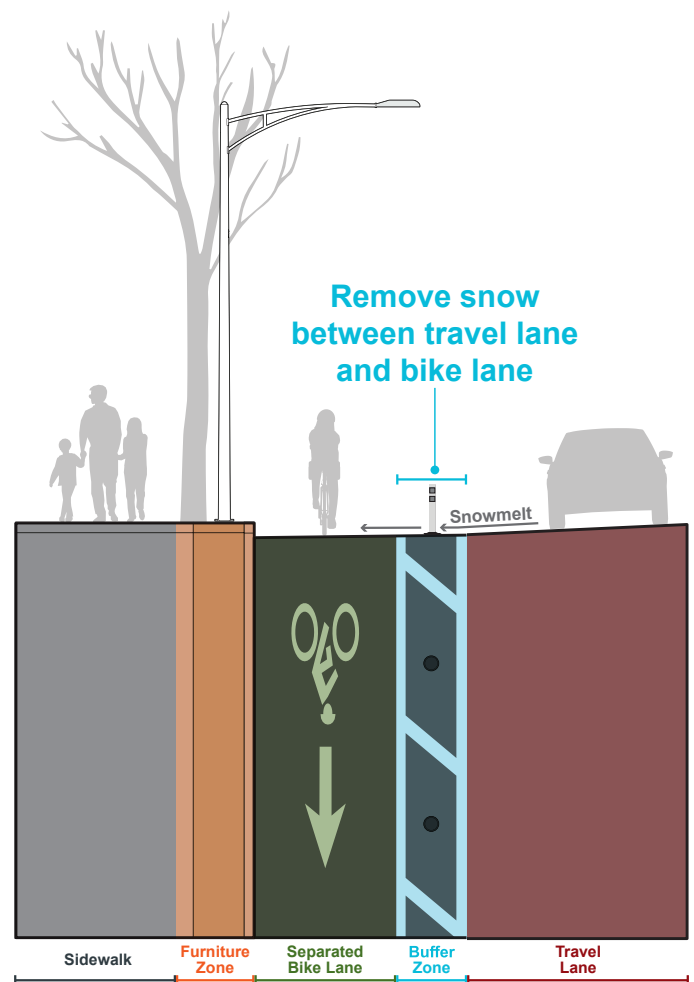 Remove snow
between travel lane
and bike lane
Snowmelt
Sidewalk
Furniture
Zone
Separated
Bike Lane
Buffer
Zone
Travel
Lane